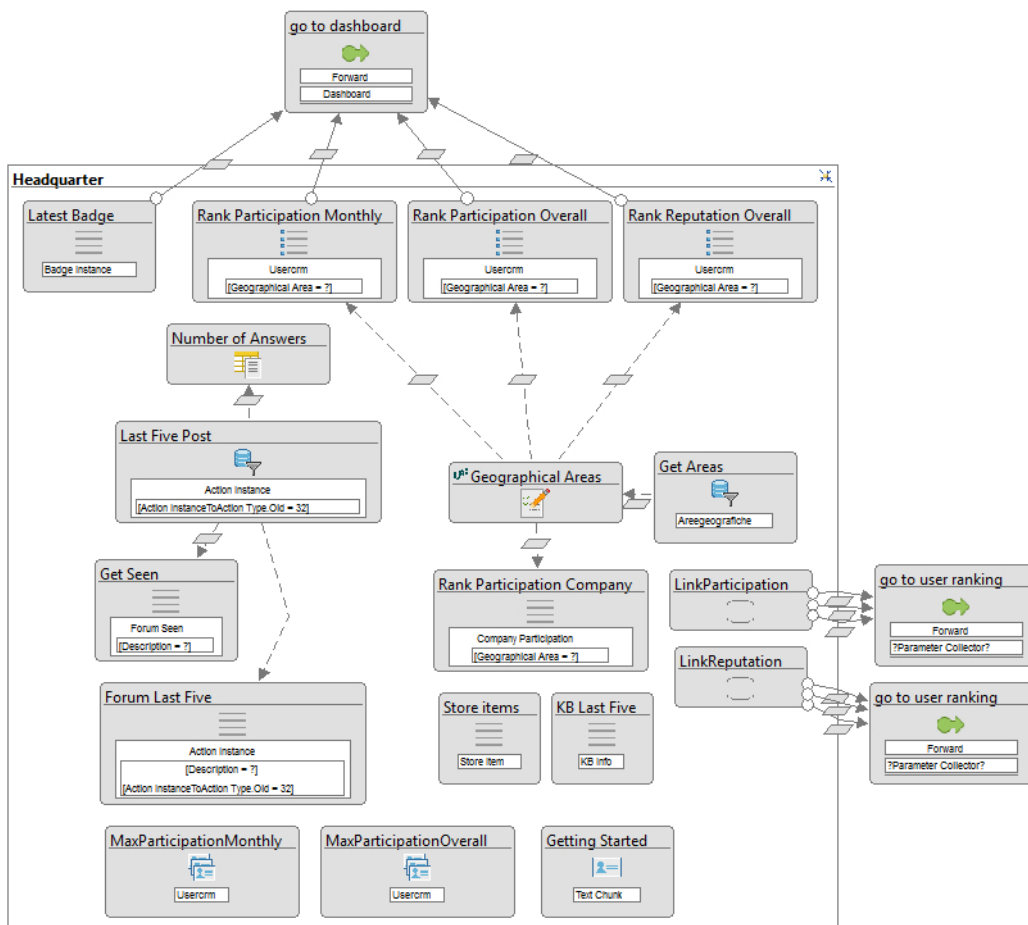 go to dashboard
Forward
Dashboard
Headquarter
Latest Badge
Badge Instance
Rank Participation Monthly
Usercrm
[Geographical Area = ?]
Rank Participation Overall
Usercrm
[Geographical Area = ?]
Rank Reputation Overall
Usercrm
[Geographical Area = ?]
Number of Answers
Last Five Post
Action Instance
[Action InstanceToAction Type.Oid = 32]
Geographical Areas
Get Areas
Areegeografiche
Get Seen
Forum Seen
[Description = ?]
Rank Participation Company
Company Participation
[Geographical Area = ?]
LinkParticipation
go to user ranking
Forward
?Parameter Collector?
LinkReputation
go to user ranking
Forward
?Parameter Collector?
Forum Last Five
Action Instance
[Description = ?]
[Action InstanceToAction Type.Oid = 32]
Store items
Store Item
KB Last Five
KB Info
MaxParticipationMonthly
Usercrm
MaxParticipationOverall
Usercrm
Getting Started
Text Chunk